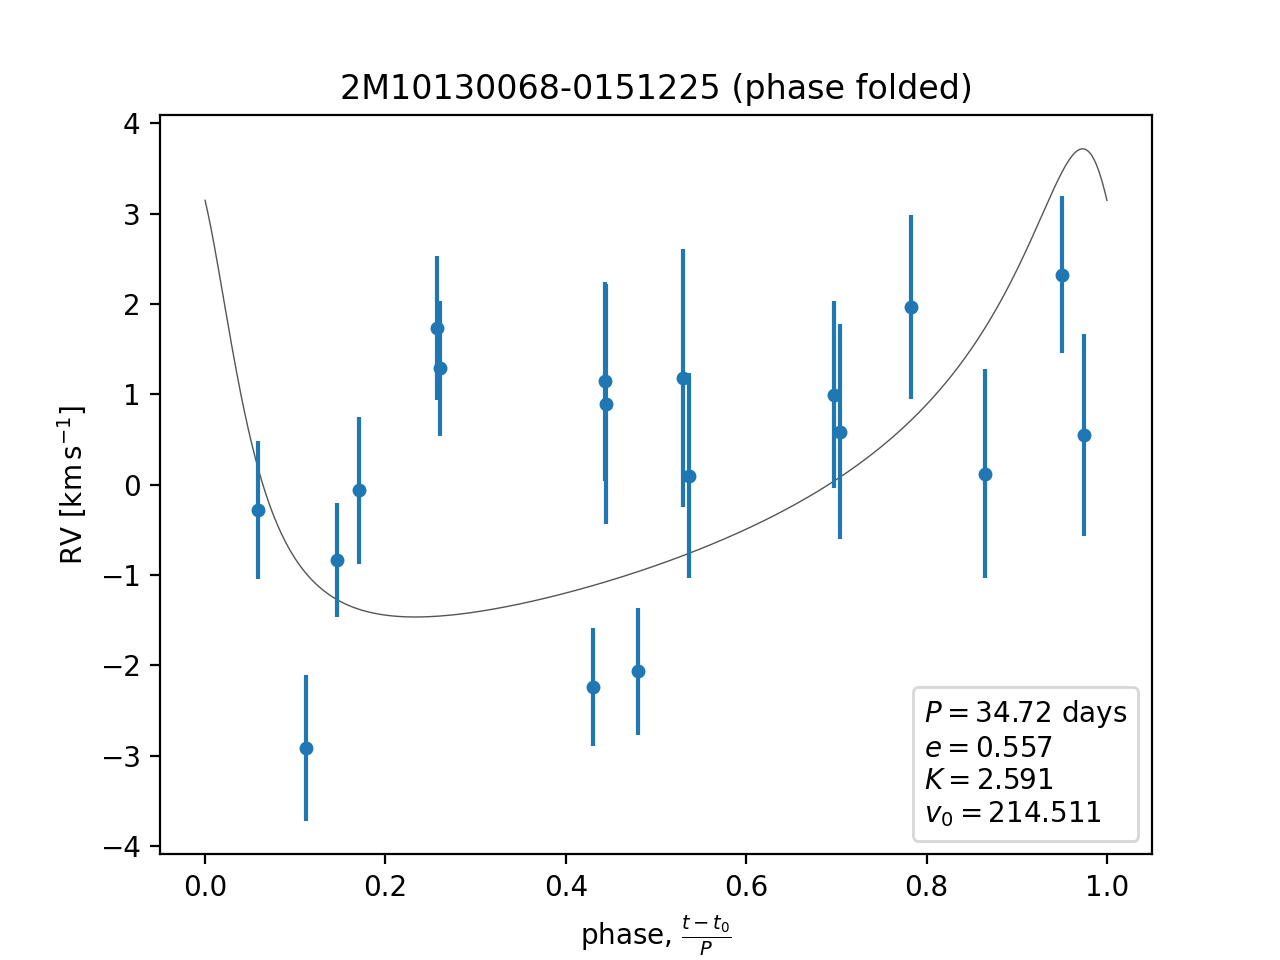 2M10130068-0151225 (phase folded)
4
3
2
1
0
−1
−2
−3
−4
RV [km s⁻¹]
P = 34.72 days
e = 0.557
K = 2.591
v₀ = 214.511
0.0 0.2 0.4 0.6 0.8 1.0
phase, (t − t₀)/P